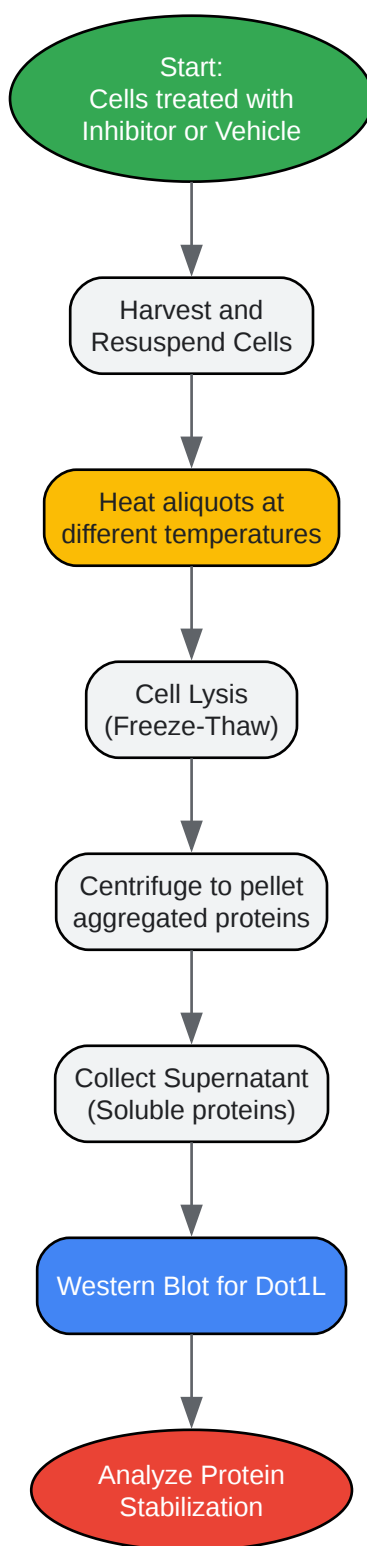 Start:
Cells treated with
Inhibitor or Vehicle
Harvest and
Resuspend Cells
Heat aliquots at
different temperatures
Cell Lysis
(Freeze-Thaw)
Centrifuge to pellet
aggregated proteins
Collect Supernatant
(Soluble proteins)
Western Blot for Dot1L
Analyze Protein
Stabilization